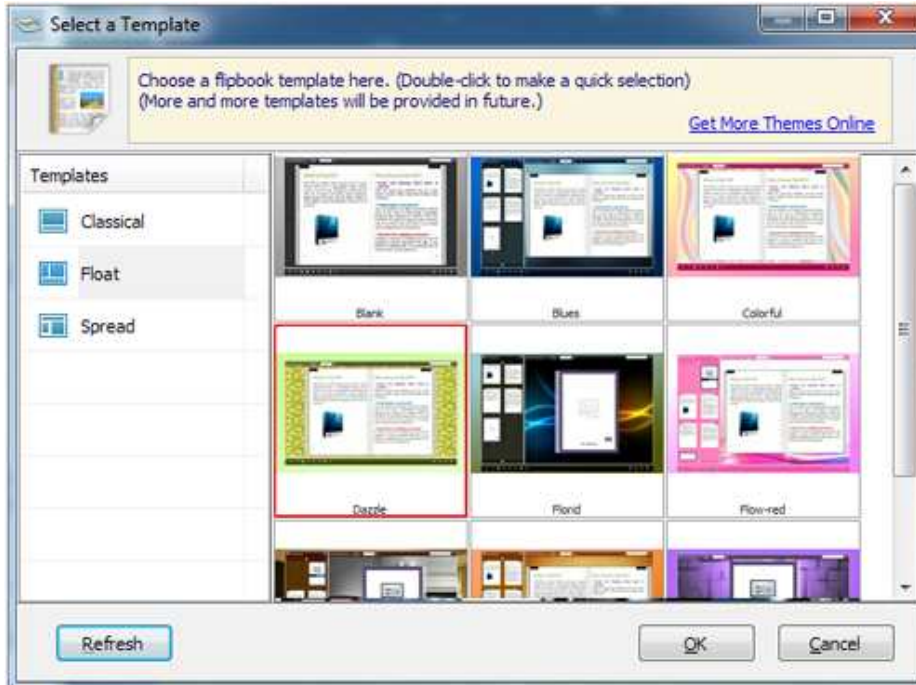 Select a Template
Choose a flipbook template here. (Double-click to make a quick selection)
(More and more templates will be provided in future.)
Get More Themes Online
Templates
Classical
Float
Spread
Blank
Blues
Colorful
Dazzle
Florid
Flow-red
Refresh
OK
Cancel